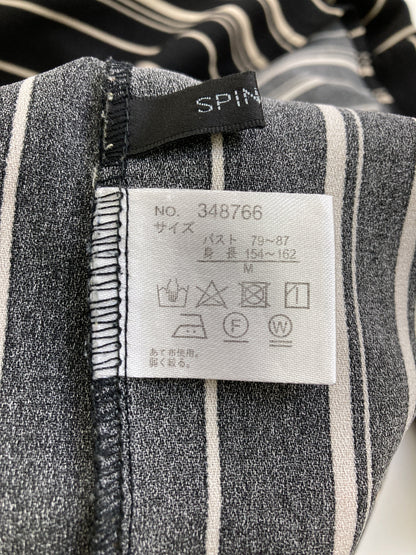 SPIN
NO. 348766
サイズ
バスト 79~87
身長 154~162
M
F W
あて布使用。
弱く絞る。